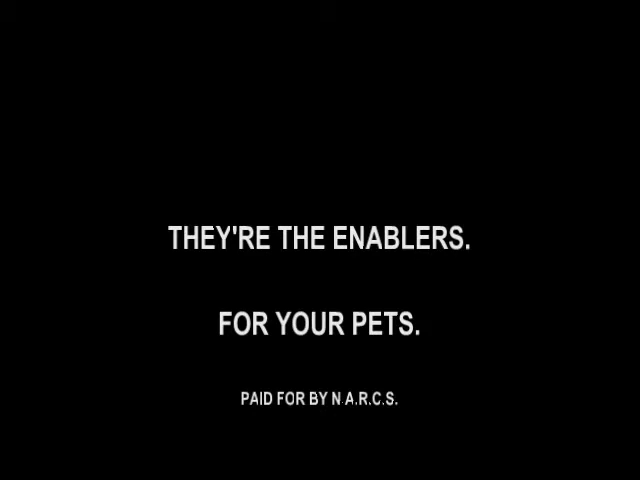 THEY'RE THE ENABLERS.
FOR YOUR PETS.
PAID FOR BY N.A.R.C.S.